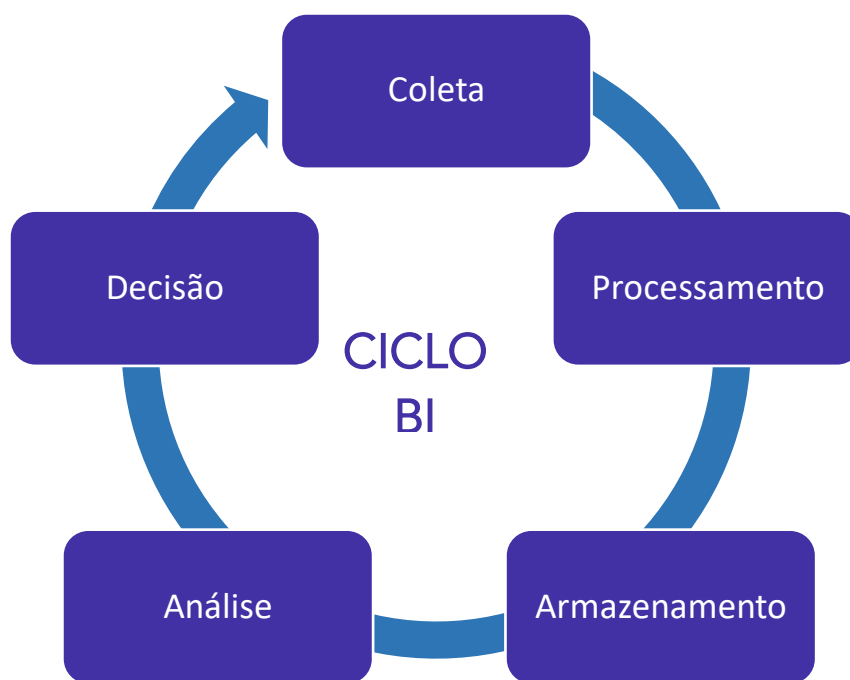 Coleta
Processamento
Armazenamento
Análise
Decisão
CICLO
BI